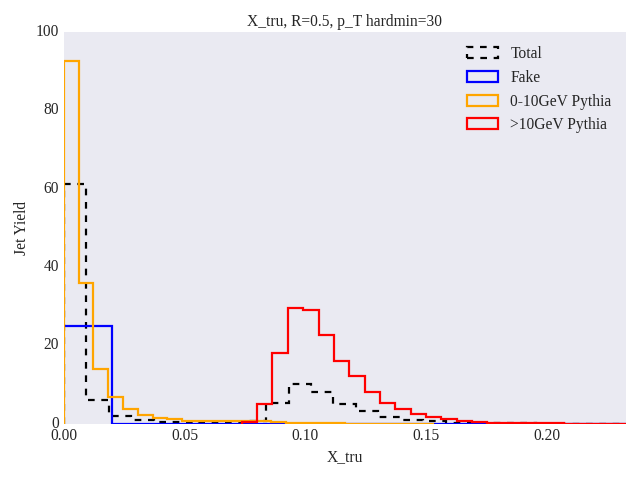 X_tru, R=0.5, p_T hardmin=30
100
80
60
40
20
0
Jet Yield
Total
Fake
0-10GeV Pythia
>10GeV Pythia
0.00 0.05 0.10 0.15 0.20
X_tru